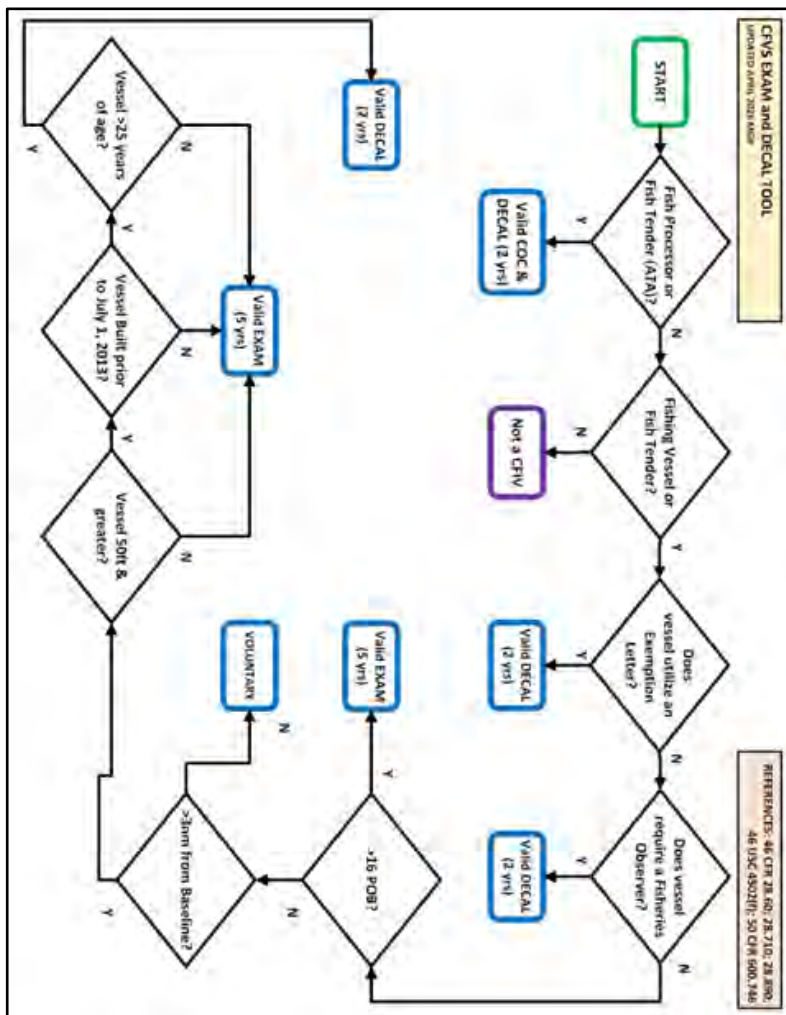 CFVS EXAM and DECAL TOOL
REFERENCES: 46 CFR 28.60; 28.710; 28.890;
46 USC 4502(f); 50 CFR 600.746
START
Fish Processor or
Fish Tender (ATA)?
N
Y
Valid COC &
DECAL (2 yrs)
Fishing Vessel or
Fish Tender?
Y
N
Not a CFIV
Does
vessel utilize an
Exemption
Letter?
N
Y
Valid DECAL
(2 yrs)
Does vessel
require a Fisheries
Observer?
N
Y
Valid DECAL
(2 yrs)
>16 POB?
Y
N
Valid EXAM
(5 yrs)
>3nm from Baseline?
N
Y
VOLUNTARY
Vessel 50ft &
greater?
N
Y
Vessel Built prior
to July 1, 2013?
N
Y
Valid EXAM
(5 yrs)
Vessel >25 years
of age?
N
Y
Valid DECAL
(2 yrs)